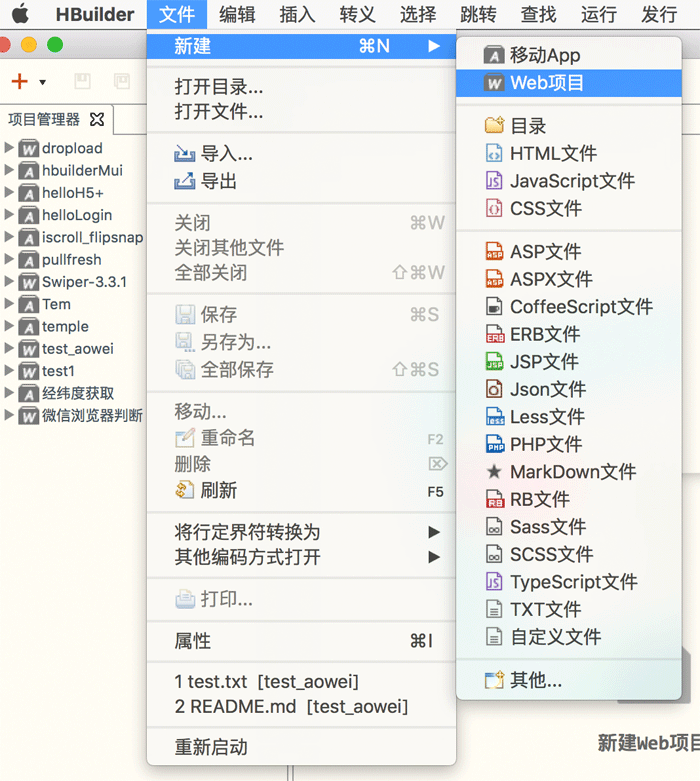 HBuilder 文件 编辑 插入 转义 选择 跳转 查找 运行 发行
新建 ⌘N ▶
打开目录...
打开文件...
导入...
导出
关闭 ⌘W
关闭其他文件
全部关闭 ⇧⌘W
保存 ⌘S
另存为...
全部保存 ⇧⌘S
移动...
重命名 F2
删除 ⌦
刷新 F5
将行定界符转换为 ▶
其他编码方式打开 ▶
打印...
属性 ⌘I
1 test.txt [test_aowei]
2 README.md [test_aowei]
重新启动
A 移动App
W Web项目
目录
HTML文件
JS JavaScript文件
CSS文件
ASP ASP文件
ASP ASPX文件
CoffeeScript文件
ERB ERB文件
JSP JSP文件
Json文件
less Less文件
PHP PHP文件
MarkDown文件
RB RB文件
Sass文件
SCSS文件
JS TypeScript文件
TXT文件
自定义文件
其他...
项目管理器
W dropload
A hbuilderMui
A helloH5+
A helloLogin
A iscroll_flipsnap
A pullfresh
W Swiper-3.3.1
A Tem
A temple
W test_aowei
W test1
A 经纬度获取
W 微信浏览器判断
新建Web项目